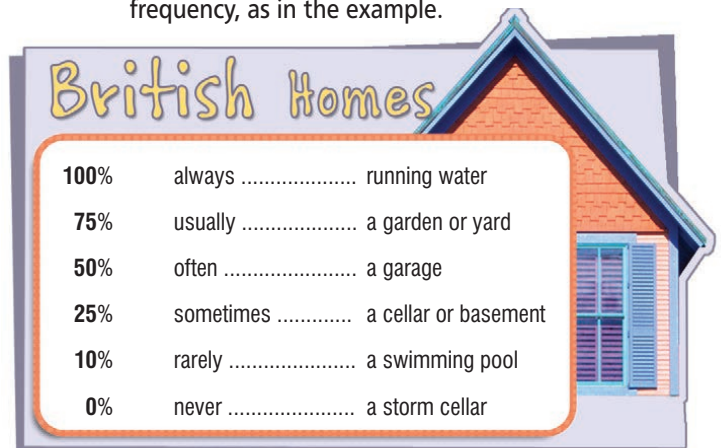 frequency, as in the example.
British Homes
100% always .................... running water
75% usually .................... a garden or yard
50% often ....................... a garage
25% sometimes ............. a cellar or basement
10% rarely ...................... a swimming pool
0% never ...................... a storm cellar